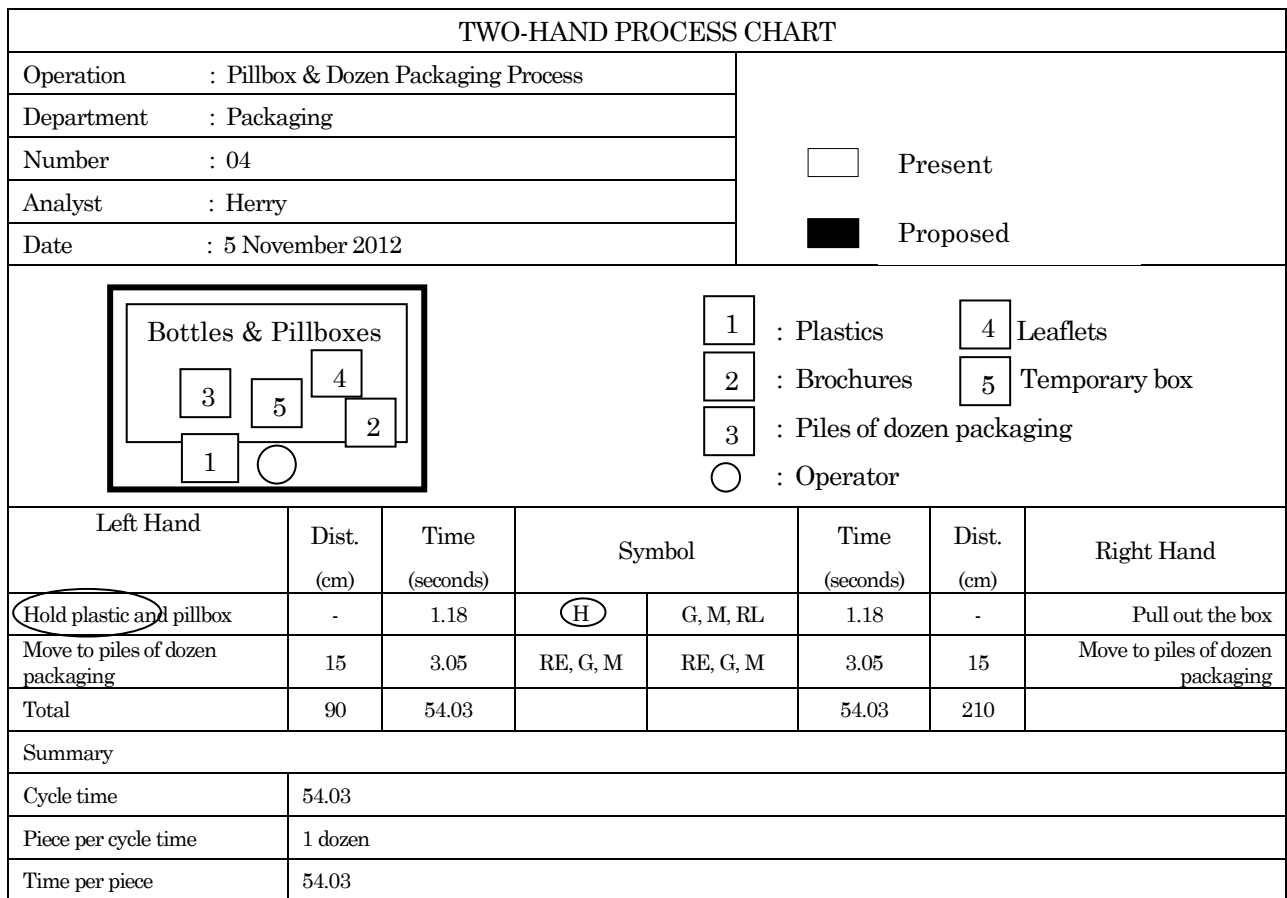 TWO-HAND PROCESS CHART
Operation : Pillbox & Dozen Packaging Process
Department : Packaging
Number : 04
Analyst : Herry
Date : 5 November 2012
Present
Proposed
Bottles & Pillboxes
3
5
4
2
1
1 : Plastics
4 Leaflets
2 : Brochures
5 Temporary box
3 : Piles of dozen packaging
: Operator
Left Hand
Dist.
(cm)
Time
(seconds)
Symbol
Time
(seconds)
Dist.
(cm)
Right Hand
Hold plastic and pillbox - 1.18 H G, M, RL 1.18 - Pull out the box
Move to piles of dozen
packaging
15 3.05 RE, G, M RE, G, M 3.05 15
Move to piles of dozen
packaging
Total 90 54.03 54.03 210
Summary
Cycle time 54.03
Piece per cycle time 1 dozen
Time per piece 54.03